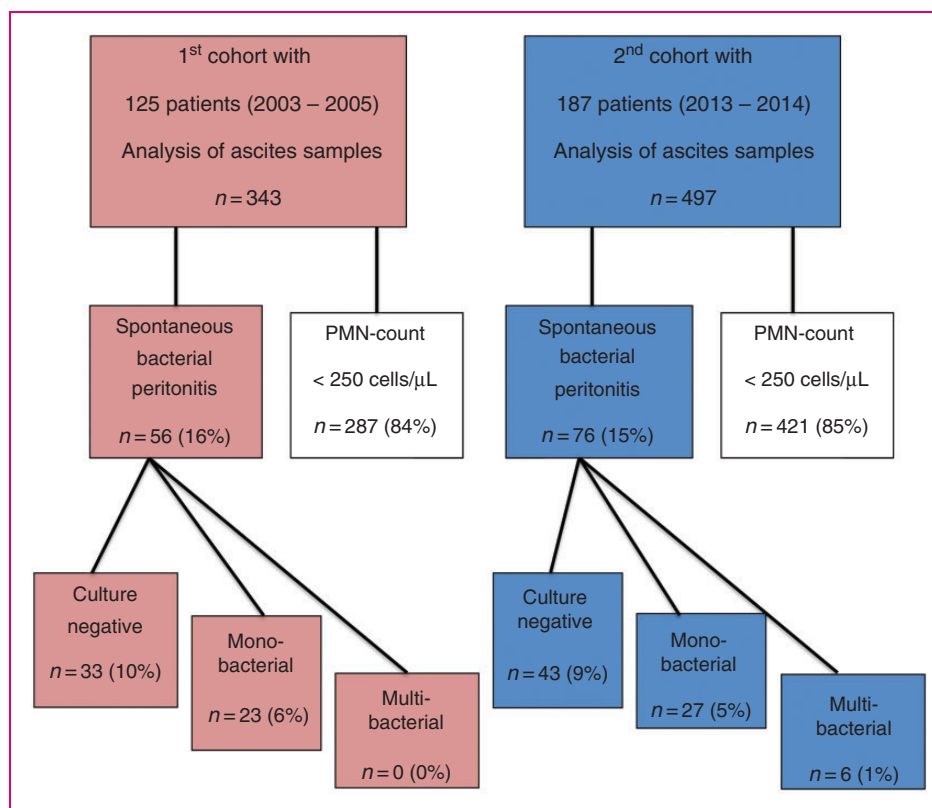 1st cohort with
125 patients (2003 – 2005)
Analysis of ascites samples
n = 343
2nd cohort with
187 patients (2013 – 2014)
Analysis of ascites samples
n = 497
Spontaneous
bacterial
peritonitis
n = 56 (16%)
PMN-count
< 250 cells/μL
n = 287 (84%)
Spontaneous
bacterial
peritonitis
n = 76 (15%)
PMN-count
< 250 cells/μL
n = 421 (85%)
Culture
negative
n = 33 (10%)
Mono-
bacterial
n = 23 (6%)
Multi-
bacterial
n = 0 (0%)
Culture
negative
n = 43 (9%)
Mono-
bacterial
n = 27 (5%)
Multi-
bacterial
n = 6 (1%)